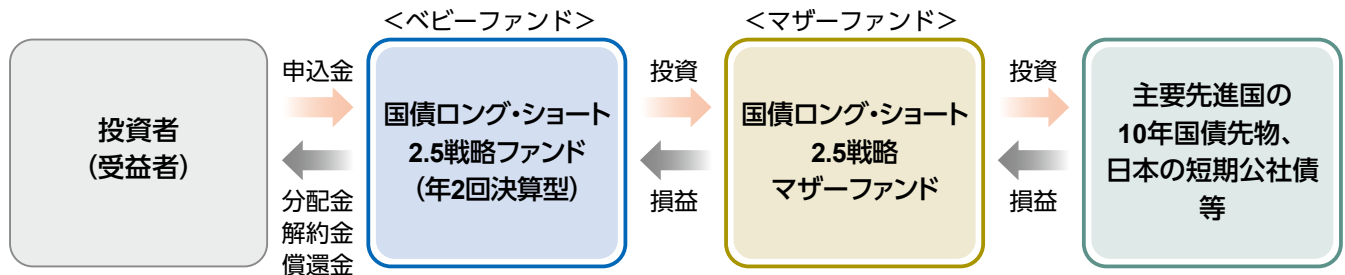 ＜ベビーファンド＞
＜マザーファンド＞
投資者
（受益者）
申込金
分配金
解約金
償還金
国債ロング・ショート
2.5戦略ファンド
（年2回決算型）
投資
損益
国債ロング・ショート
2.5戦略
マザーファンド
投資
損益
主要先進国の
10年国債先物、
日本の短期公社債
等